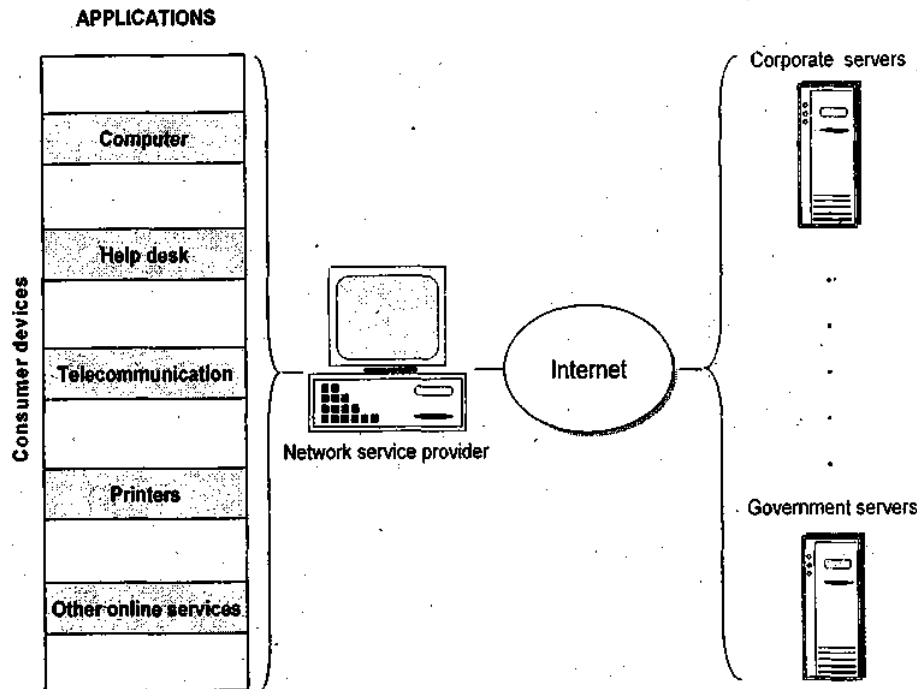 APPLICATIONS
Consumer devices
Computer
Help desk
Telecommunication
Printers
Other online services
Network service provider
Internet
Corporate servers
Government servers